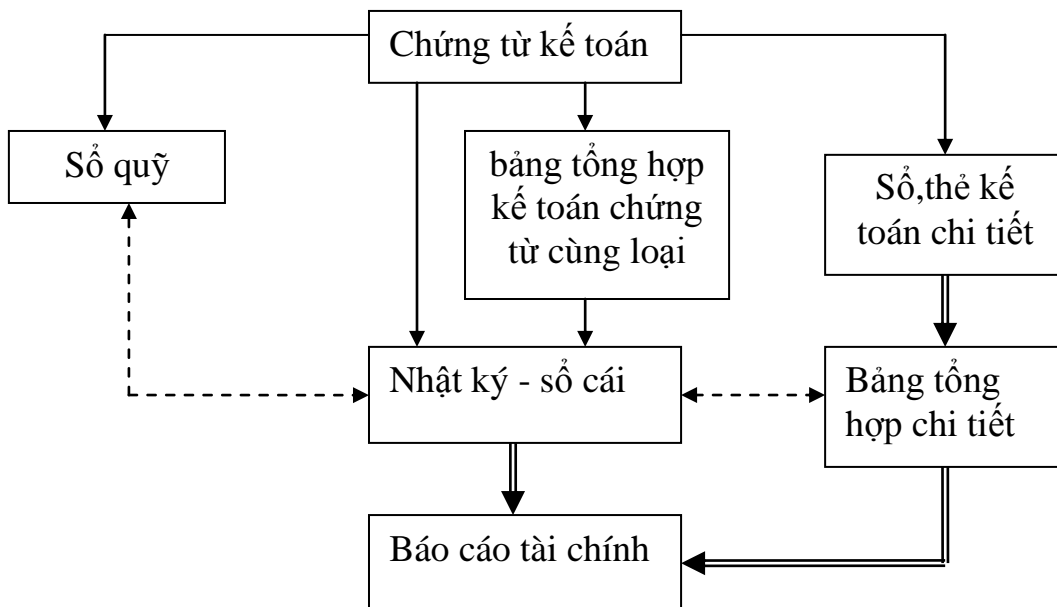 Chứng từ kế toán
Sổ quỹ
bảng tổng hợp
kế toán chứng
từ cùng loại
Sổ,thẻ kế
toán chi tiết
Nhật ký - sổ cái
Bảng tổng
hợp chi tiết
Báo cáo tài chính